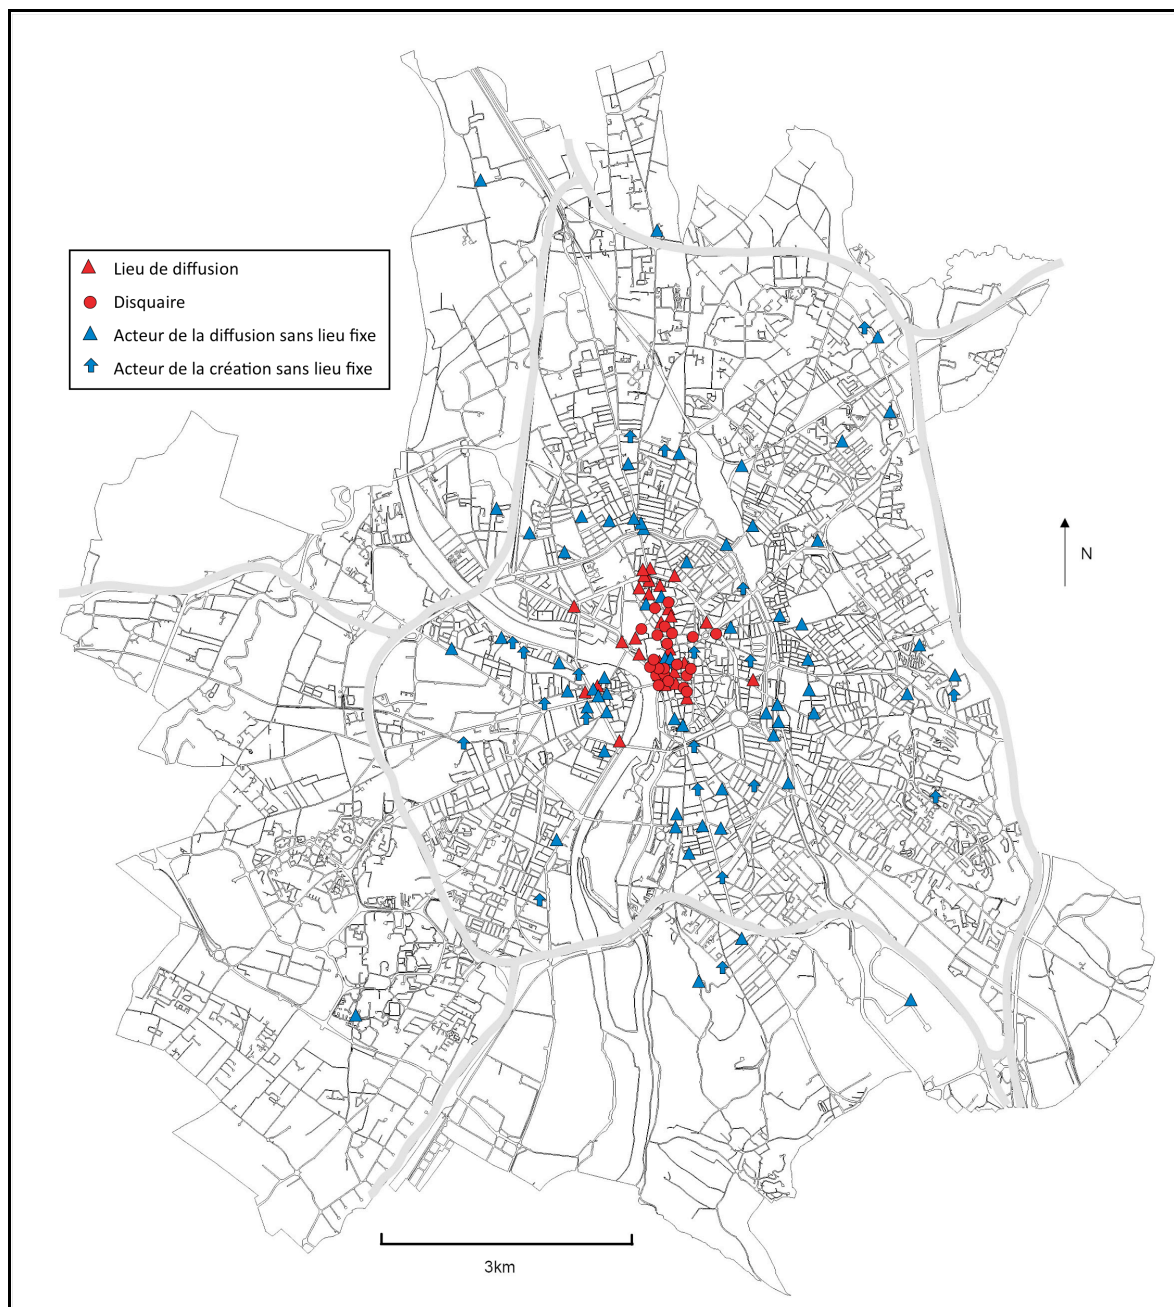 Lieu de diffusion
Disquaire
Acteur de la diffusion sans lieu fixe
Acteur de la création sans lieu fixe
N
3km